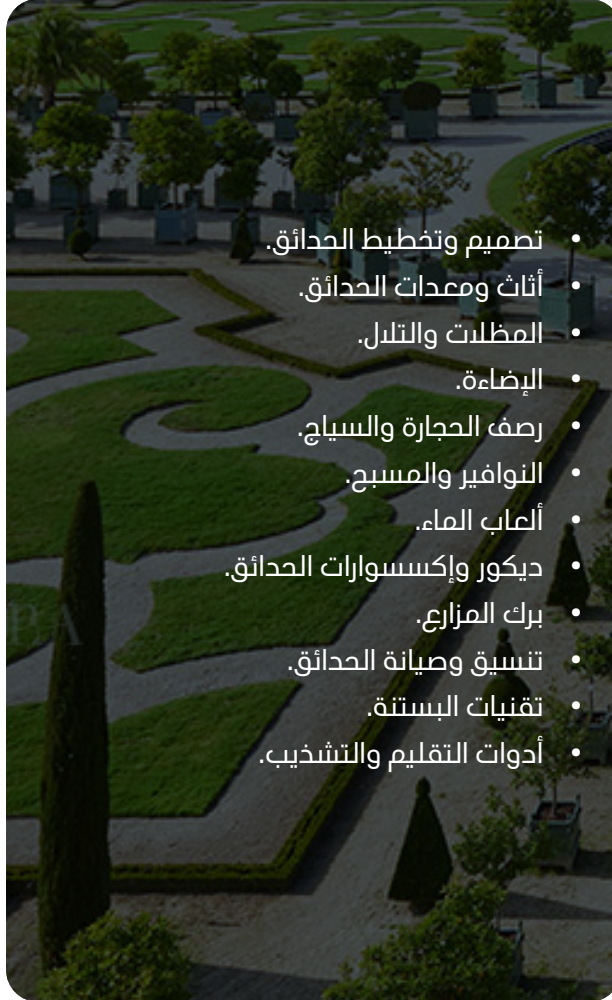 • تصميم وتخطيط الحدائق.
• أثاث ومعدات الحدائق.
• المظلات والتلال.
• الإضاءة.
• رصف الحجارة والسياج.
• النوافير والمسبح.
• ألعاب الماء.
• ديكور وإكسسوارات الحدائق.
• برك المزارع.
• تنسيق وصيانة الحدائق.
• تقنيات البستنة.
• أدوات التقليم والتشذيب.